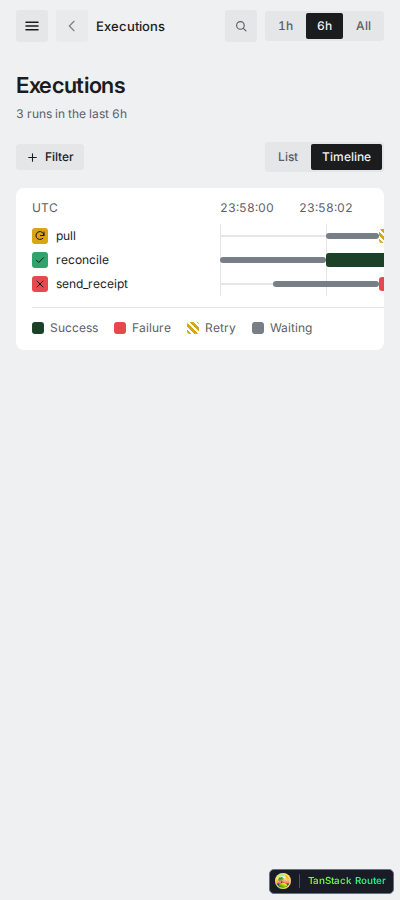 Executions
1h
6h
All
Executions
3 runs in the last 6h
Filter
List
Timeline
UTC
23:58:00
23:58:02
pull
reconcile
send_receipt
Success
Failure
Retry
Waiting
TanStack Router